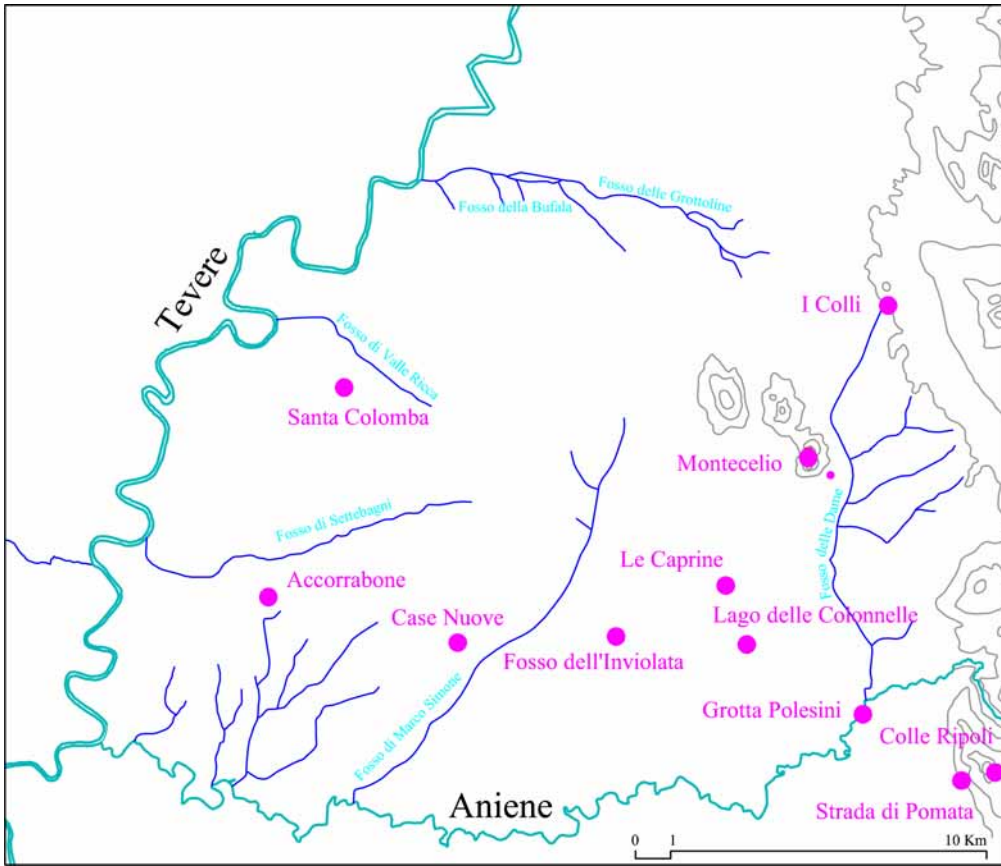 Fosso delle Grottoline
Fosso della Bufala
Tevere
I Colli
Fosso di Valle Ricca
Santa Colomba
Montecelio
Fosso di Settebagni
Fosso delle Dame
Le Caprine
Accorrabone
Case Nuove
Lago delle Colonnelle
Fosso dell'Inviolata
Fosso di Marco Simone
Grotta Polesini
Colle Ripoli
Aniene
Strada di Pomata
0 1 10 Km